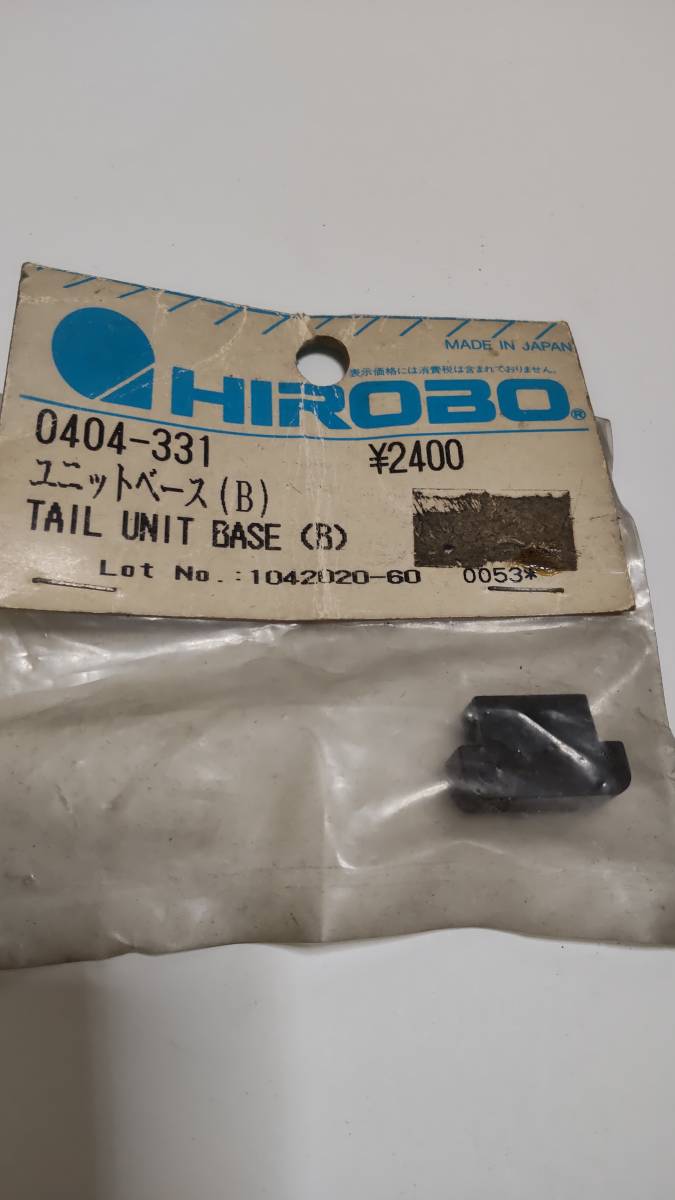 MADE IN JAPAN
表示価格には消費税は含まれておりません。
HIROBO®
0404-331 ¥2400
ユニットベース(B)
TAIL UNIT BASE (B)
Lot No.:1042020-60 0053*